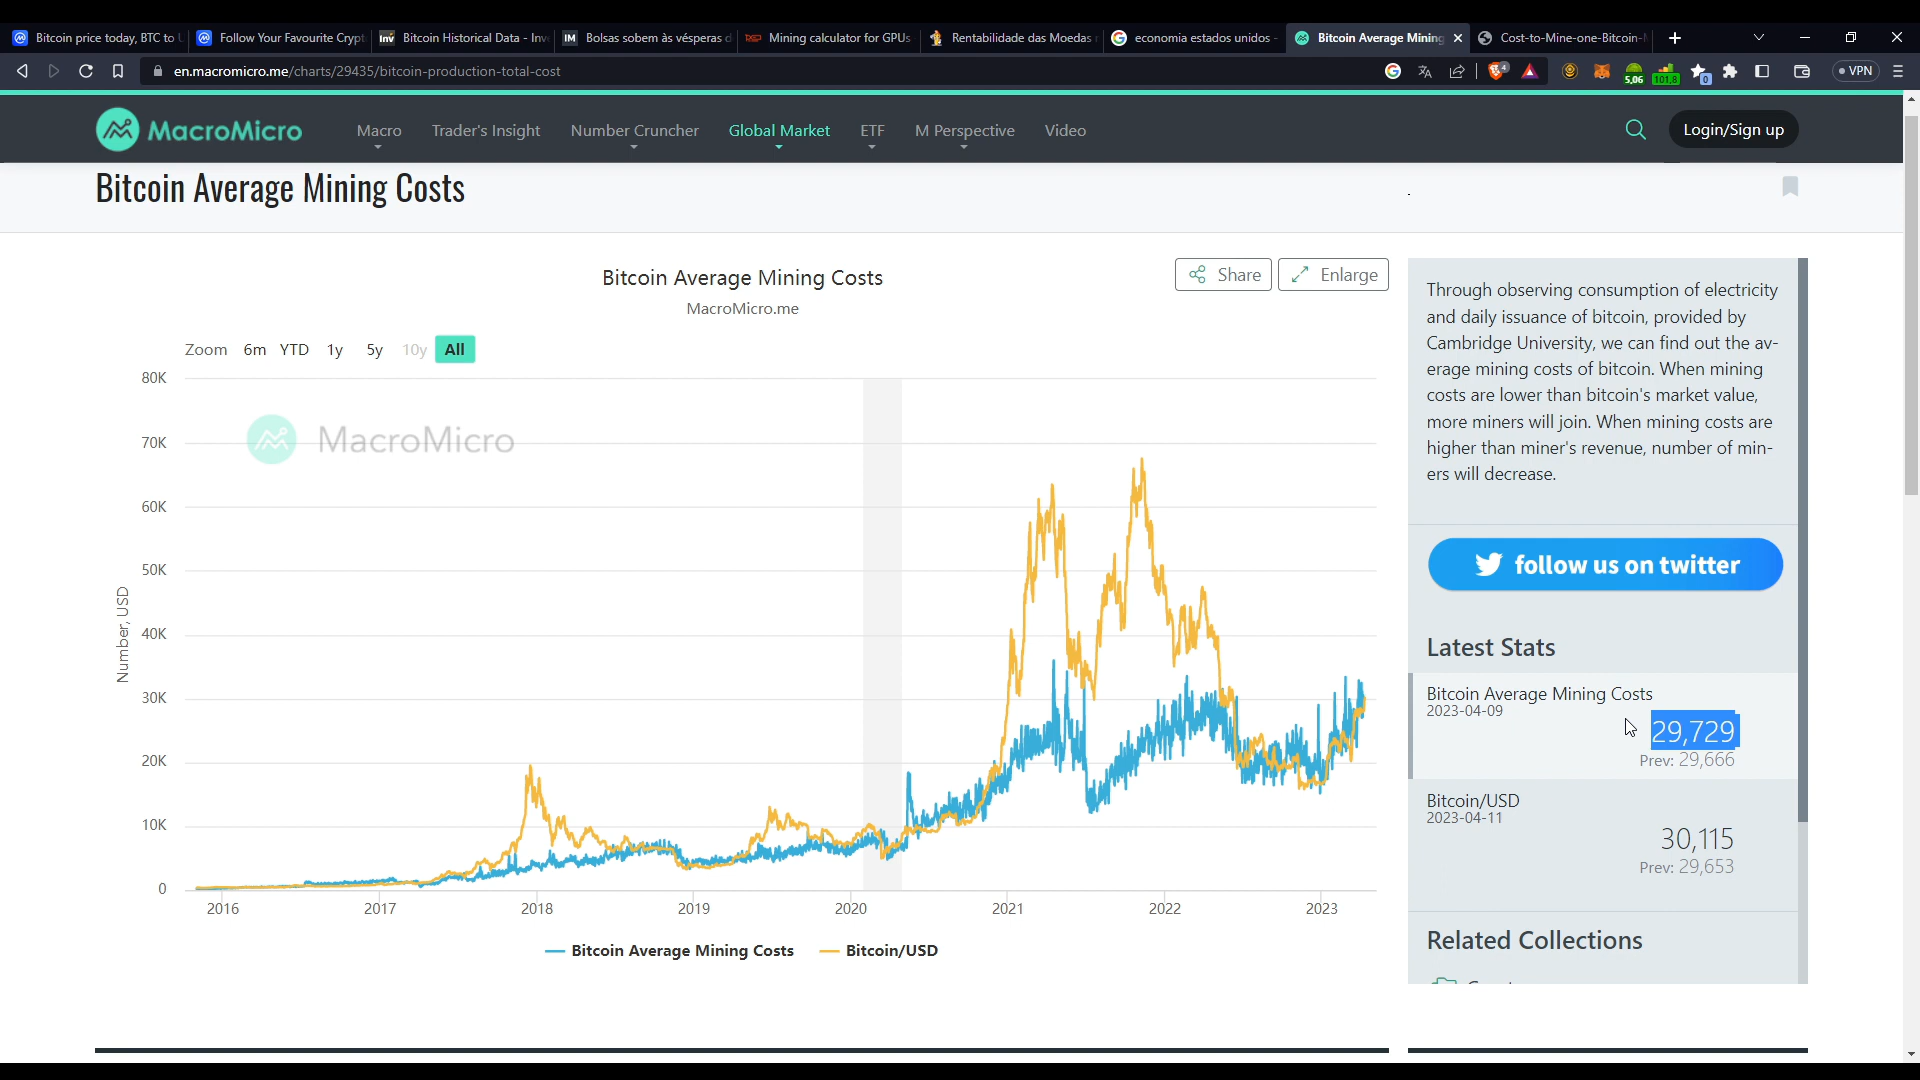 Bitcoin price today, BTC to
Follow Your Favourite Crypt
Bitcoin Historical Data - Inv
Bolsas sobem às vésperas d
Mining calculator for GPUs
Rentabilidade das Moedas
economia estados unidos -
Bitcoin Average Mining
Cost-to-Mine-one-Bitcoin-
en.macromicro.me/charts/29435/bitcoin-production-total-cost
4
5,06
101,8
0
VPN
MacroMicro
Macro
Trader's Insight
Number Cruncher
Global Market
ETF
M Perspective
Video
Login/Sign up
Bitcoin Average Mining Costs
Bitcoin Average Mining Costs
MacroMicro.me
Share
Enlarge
Zoom 6m YTD 1y 5y 10y All
MacroMicro
Number, USD
80K
70K
60K
50K
40K
30K
20K
10K
0
2016 2017 2018 2019 2020 2021 2022 2023
Bitcoin Average Mining Costs
Bitcoin/USD
Through observing consumption of electricity
and daily issuance of bitcoin, provided by
Cambridge University, we can find out the av-
erage mining costs of bitcoin. When mining
costs are lower than bitcoin's market value,
more miners will join. When mining costs are
higher than miner's revenue, number of min-
ers will decrease.
follow us on twitter
Latest Stats
Bitcoin Average Mining Costs
2023-04-09
29,729
Prev: 29,666
Bitcoin/USD
2023-04-11
30,115
Prev: 29,653
Related Collections